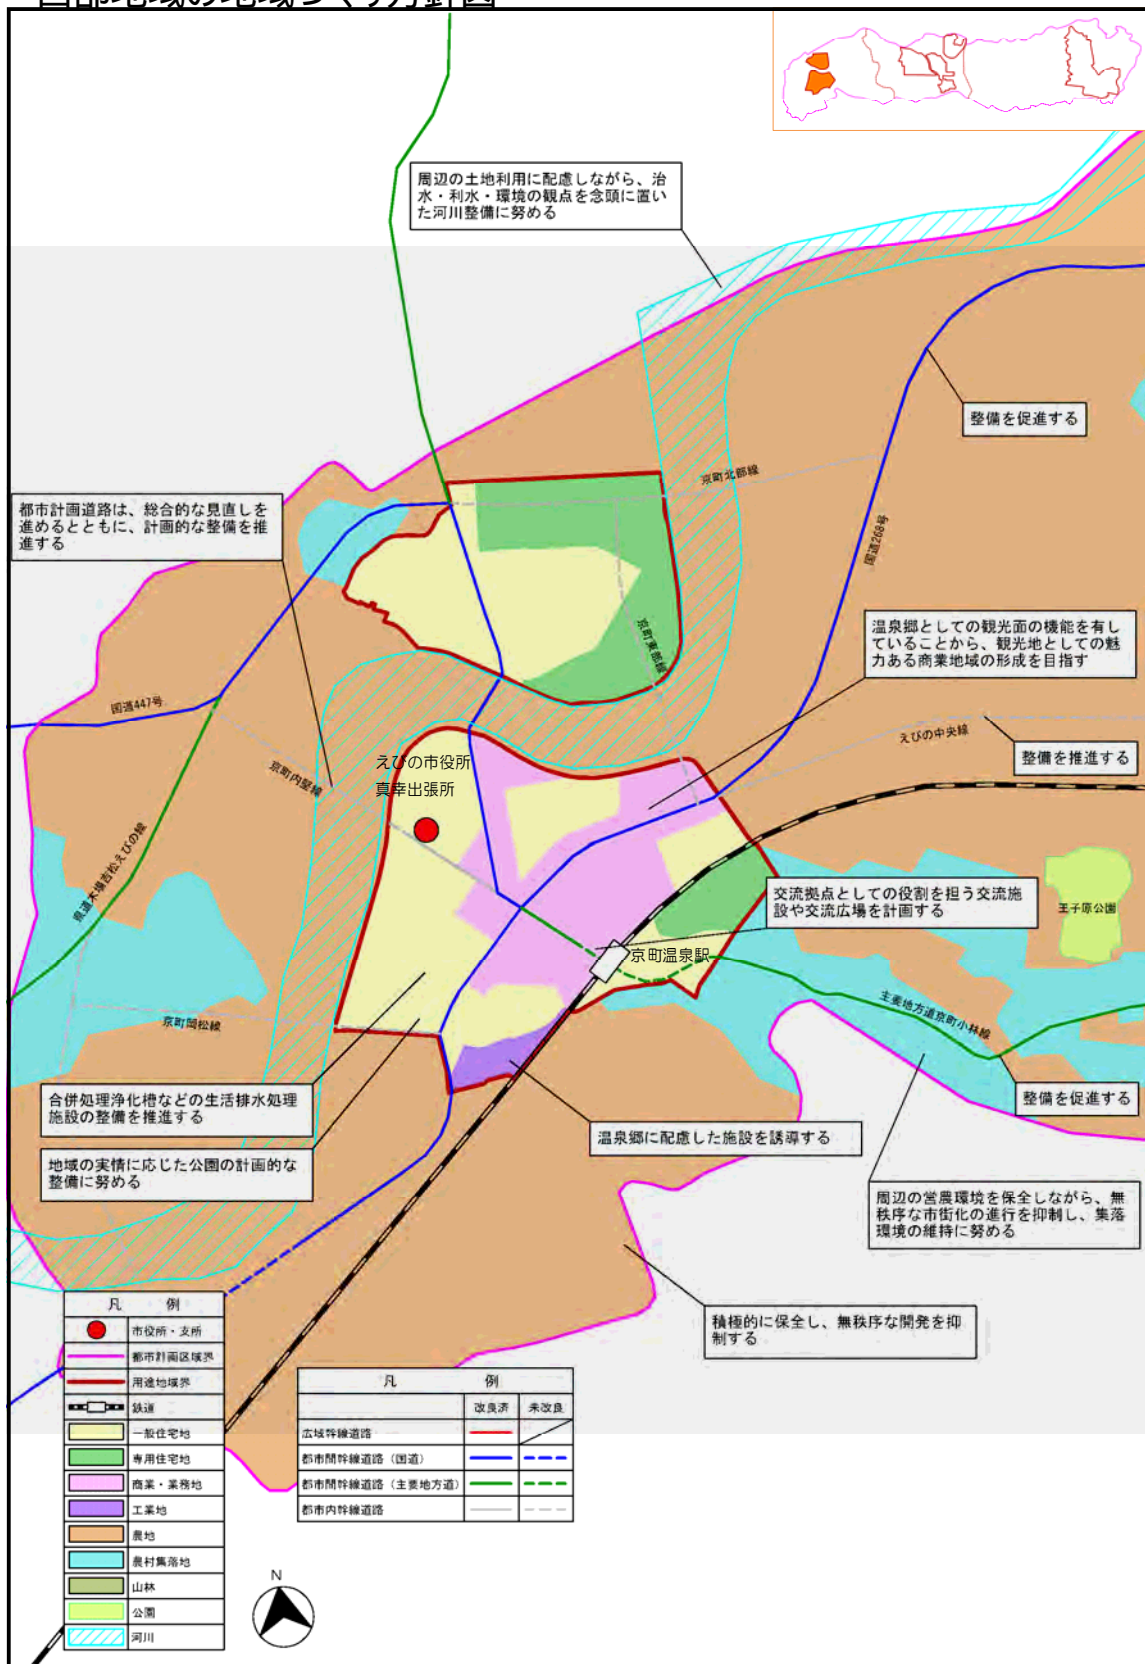 西部地域の地域づくり方針図
周辺の土地利用に配慮しながら、治
水・利水・環境の観点を念頭に置い
た河川整備に努める
整備を促進する
京町北部線
都市計画道路は、総合的な見直しを
進めるとともに、計画的な整備を推
進する
国道268号
温泉郷としての観光面の機能を有し
ていることから、観光地としての魅
力ある商業地域の形成を目指す
京町東部線
国道447号
えびの中央線
整備を推進する
京町内竪線
えびの市役所
真幸出張所
県道木場吉松えびの線
交流拠点としての役割を担う交流施
設や交流広場を計画する
王子原公園
京町温泉駅
主要地方道京町小林線
京町岡松線
整備を促進する
合併処理浄化槽などの生活排水処理
施設の整備を推進する
温泉郷に配慮した施設を誘導する
地域の実情に応じた公園の計画的な
整備に努める
周辺の営農環境を保全しながら、無
秩序な市街化の進行を抑制し、集落
環境の維持に努める
積極的に保全し、無秩序な開発を抑
制する
凡 例
市役所・支所
都市計画区域界
用途地域界
鉄道
一般住宅地
専用住宅地
商業・業務地
工業地
農地
農村集落地
山林
公園
河川
凡 例
改良済 未改良
広域幹線道路
都市間幹線道路（国道）
都市間幹線道路（主要地方道）
都市内幹線道路
N